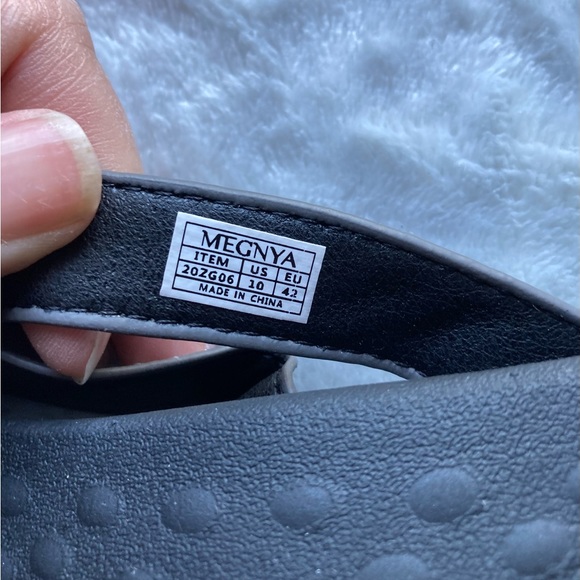 MEGNYA
ITEM US EU
20ZG06 10 42
MADE IN CHINA